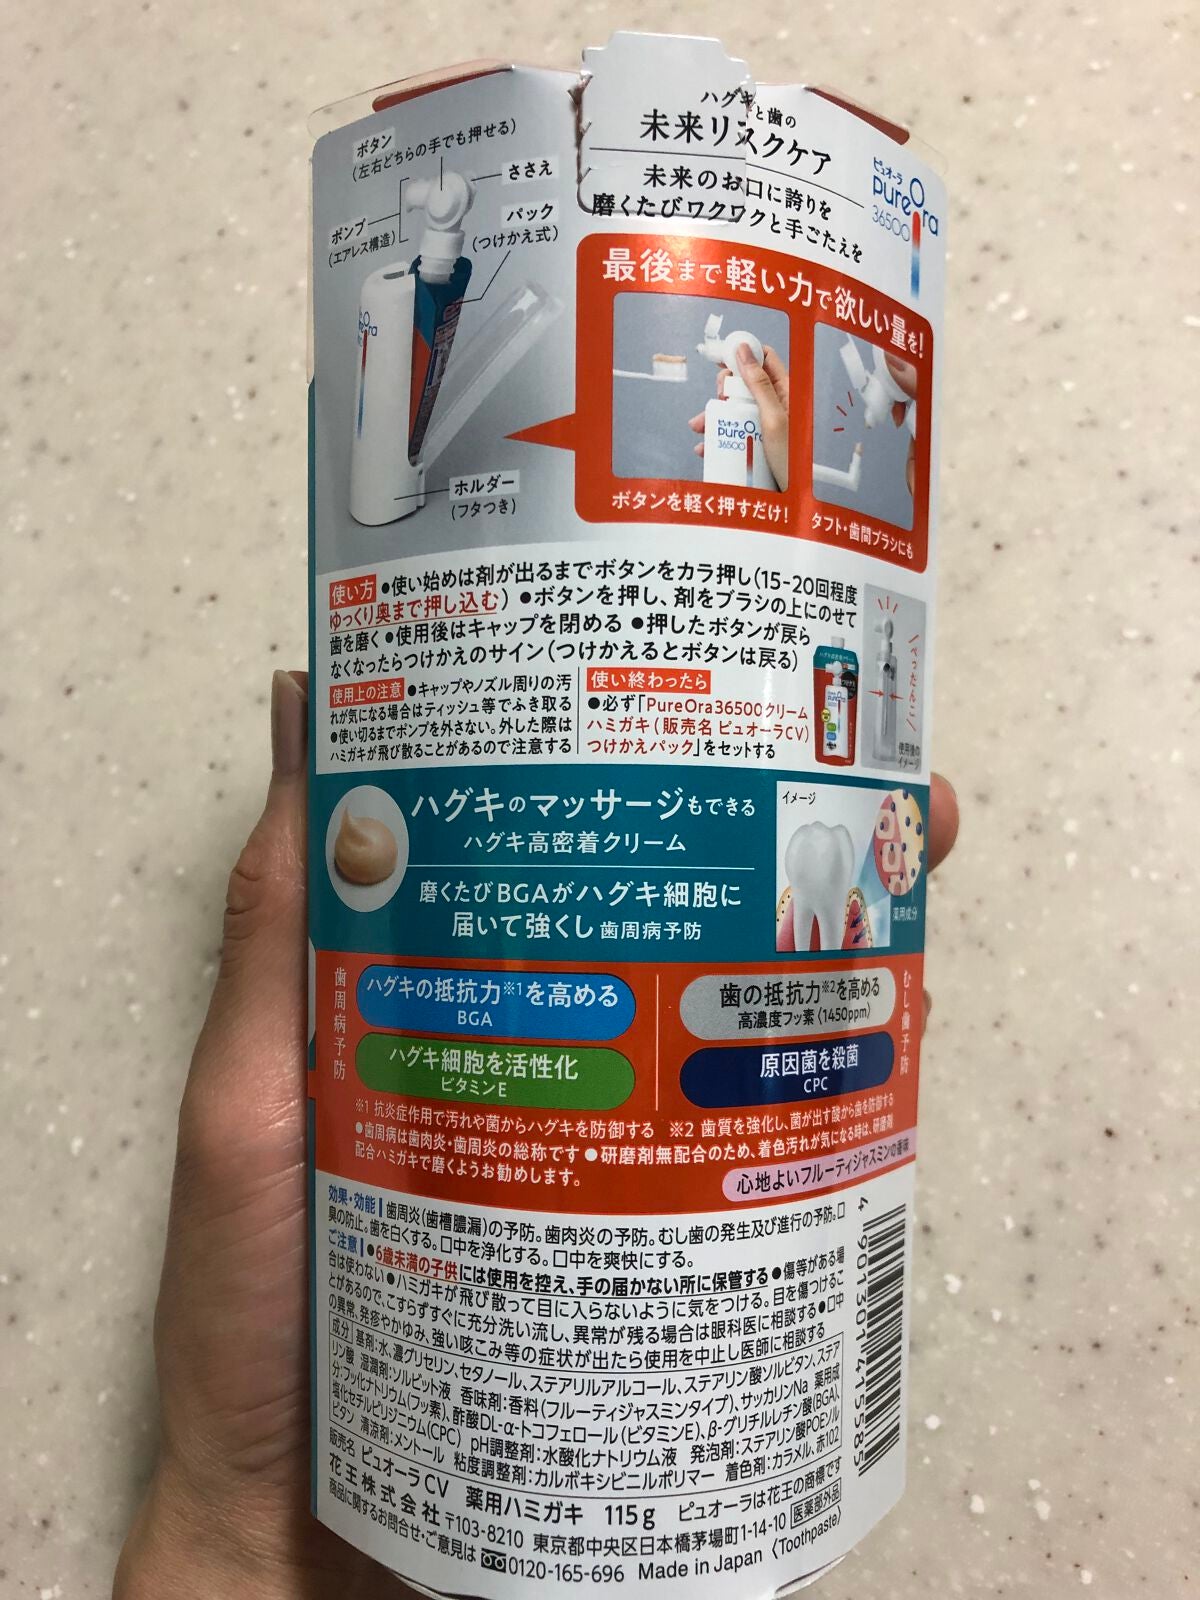 ハグキと歯の
未来リスクケア
未来のお口に誇りを
磨くたびワクワクと手ごたえを
ピュオーラ
PureOra
36500
ボタン
(左右どちらの手でも押せる)
ささえ
ポンプ
(エアレス構造)
パック
(つけかえ式)
ホルダー
(フタつき)
最後まで軽い力で欲しい量を!
ピュオーラ
PureOra
36500
ボタンを軽く押すだけ!
タフト・歯間ブラシにも
使い方 ●使い始めは剤が出るまでボタンをカラ押し(15-20回程度
ゆっくり奥まで押し込む) ●ボタンを押し、剤をブラシの上にのせて
歯を磨く ●使用後はキャップを閉める ●押したボタンが戻ら
なくなったらつけかえのサイン(つけかえるとボタンは戻る)
使用上の注意 ●キャップやノズル周りの汚
れが気になる場合はティッシュ等でふき取る
●使い切るまでポンプを外さない。外した際は
ハミガキが飛び散ることがあるので注意する
使い終わったら
●必ず「PureOra36500クリーム
ハミガキ(販売名 ピュオーラCV)
つけかえパック」をセットする
ぺったんこ
使用後の
イメージ
ハグキのマッサージもできる
ハグキ高密着クリーム
磨くたびBGAがハグキ細胞に
届いて強くし 歯周病予防
イメージ
薬用成分
歯周病予防
ハグキの抵抗力※1を高める
BGA
ハグキ細胞を活性化
ビタミンE
歯の抵抗力※2を高める
高濃度フッ素〈1450ppm〉
原因菌を殺菌
CPC
むし歯予防
※1 抗炎症作用で汚れや菌からハグキを防御する ※2 歯質を強化し、菌が出す酸から歯を防御する
●歯周病は歯肉炎・歯周炎の総称です ●研磨剤無配合のため、着色汚れが気になる時は、研磨剤
配合ハミガキで磨くようお勧めします。
心地よいフルーティジャスミンの香味
効果・効能 歯周炎(歯槽膿漏)の予防。歯肉炎の予防。むし歯の発生及び進行の予防。口
臭の防止。歯を白くする。口中を浄化する。口中を爽快にする。
ご注意 ●6歳未満の子供には使用を控え、手の届かない所に保管する ●傷等がある場
合は使わない ●ハミガキが飛び散って目に入らないように気をつける。目を傷つけるこ
とがあるので、こすらずすぐに充分洗い流し、異常が残る場合は眼科医に相談する ●口中
の異常、発疹やかゆみ、強い咳こみ等の症状が出たら使用を中止し医師に相談する
成分 基剤:水、濃グリセリン、セタノール、ステアリルアルコール、ステアリン酸ソルビタン、ステア
リン酸 湿潤剤:ソルビット液 香味剤:香料(フルーティジャスミンタイプ)、サッカリンNa 薬用成
分:フッ化ナトリウム(フッ素)、酢酸DL-α-トコフェロール(ビタミンE)、β-グリチルレチン酸(BGA)、
塩化セチルピリジニウム(CPC) pH調整剤:水酸化ナトリウム液 発泡剤:ステアリン酸POEソル
ビタン 清涼剤:メントール 粘度調整剤:カルボキシビニルポリマー 着色剤:カラメル、赤102
販売名 ピュオーラCV 薬用ハミガキ 115g ピュオーラは花王の商標です
花王株式会社 〒103-8210 東京都中央区日本橋茅場町1-14-10 医薬部外品
商品に関するお問合せ・ご意見は 0120-165-696 Made in Japan 〈Toothpaste〉
4 901301 415585